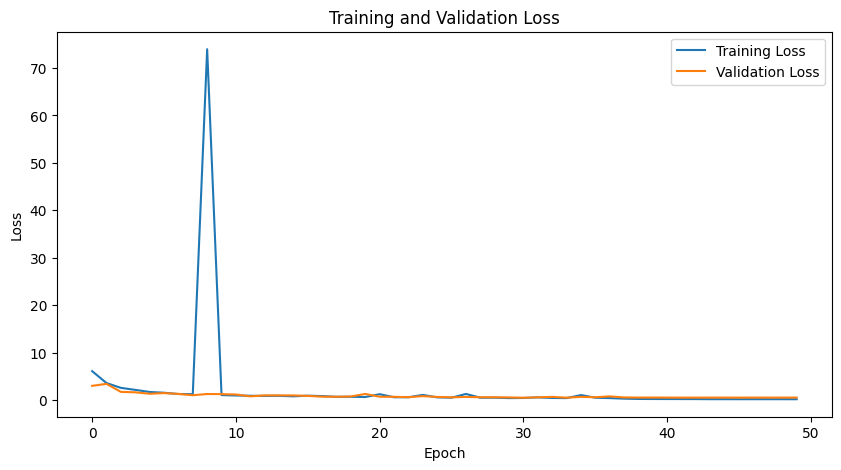 Training and Validation Loss
Training Loss
Validation Loss
Loss
70
60
50
40
30
20
10
0
0 10 20 30 40 50
Epoch